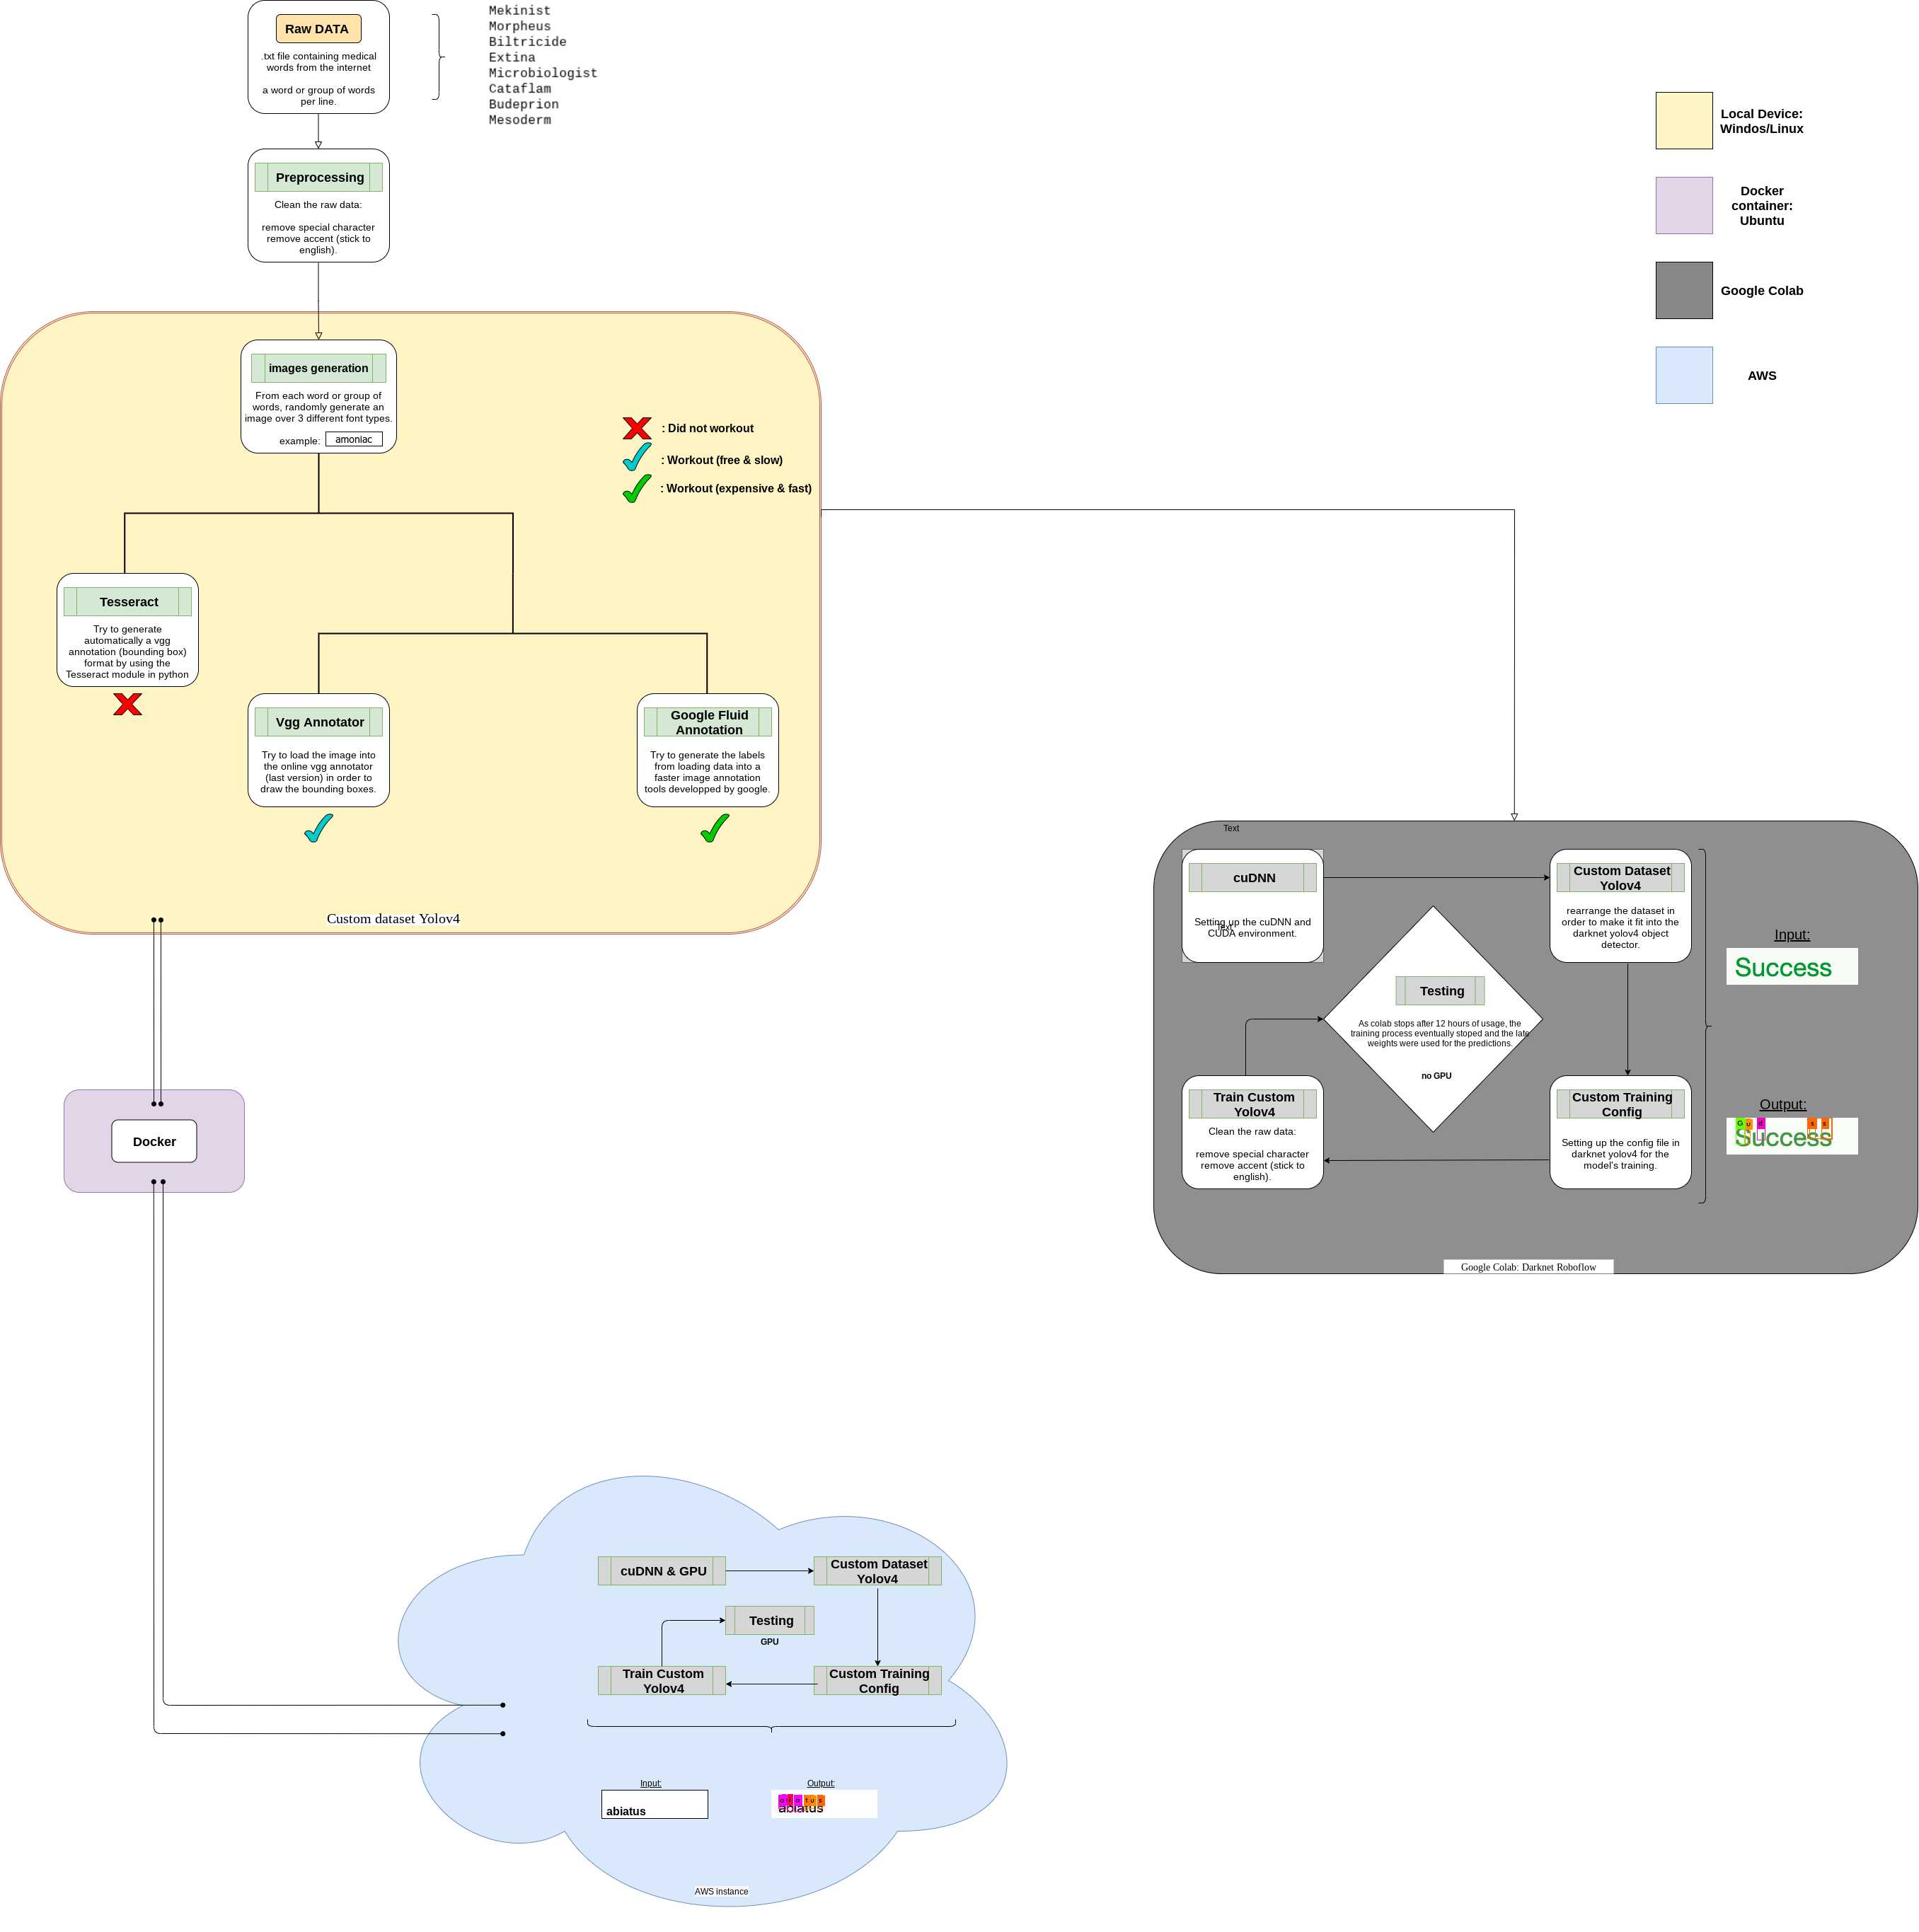 Raw DATA
.txt file containing medical
words from the internet
a word or group of words
per line.
Mekinist
Morpheus
Biltricide
Extina
Microbiologist
Cataflam
Budeprion
Mesoderm
Local Device:
Windos/Linux
Docker
container:
Ubuntu
Google Colab
AWS
Preprocessing
Clean the raw data:
remove special character
remove accent (stick to
english).
images generation
From each word or group of
words, randomly generate an
image over 3 different font types.
example:
amoniac
: Did not workout
: Workout (free & slow)
: Workout (expensive & fast)
Tesseract
Try to generate
automatically a vgg
annotation (bounding box)
format by using the
Tesseract module in python
Vgg Annotator
Try to load the image into
the online vgg annotator
(last version) in order to
draw the bounding boxes.
Google Fluid
Annotation
Try to generate the labels
from loading data into a
faster image annotation
tools developped by google.
Custom dataset Yolov4
Text
cuDNN
Setting up the cuDNN and
CUDA environment.
Text
Custom Dataset
Yolov4
rearrange the dataset in
order to make it fit into the
darknet yolov4 object
detector.
Testing
As colab stops after 12 hours of usage, the
training process eventually stoped and the late
weights were used for the predictions.
no GPU
Train Custom
Yolov4
Clean the raw data:
remove special character
remove accent (stick to
english).
Custom Training
Config
Setting up the config file in
darknet yolov4 for the
model's training.
Input:
Success
Output:
G u d s s
Success
Google Colab: Darknet Roboflow
Docker
cuDNN & GPU
Custom Dataset
Yolov4
Testing
GPU
Train Custom
Yolov4
Custom Training
Config
Input:
abiatus
Output:
abiatus
AWS instance